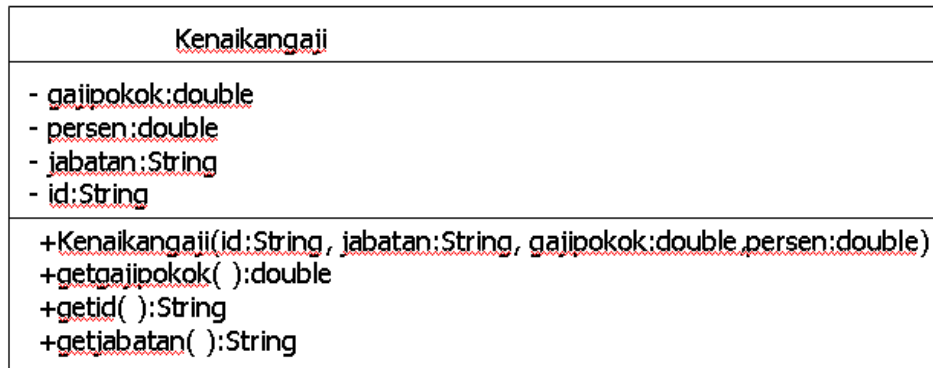 Kenaikangaji
- gajipokok:double
- persen:double
- jabatan:String
- id:String
+Kenaikangaji(id:String, jabatan:String, gajipokok:double,persen:double)
+getgajipokok( ):double
+getid( ):String
+getjabatan( ):String